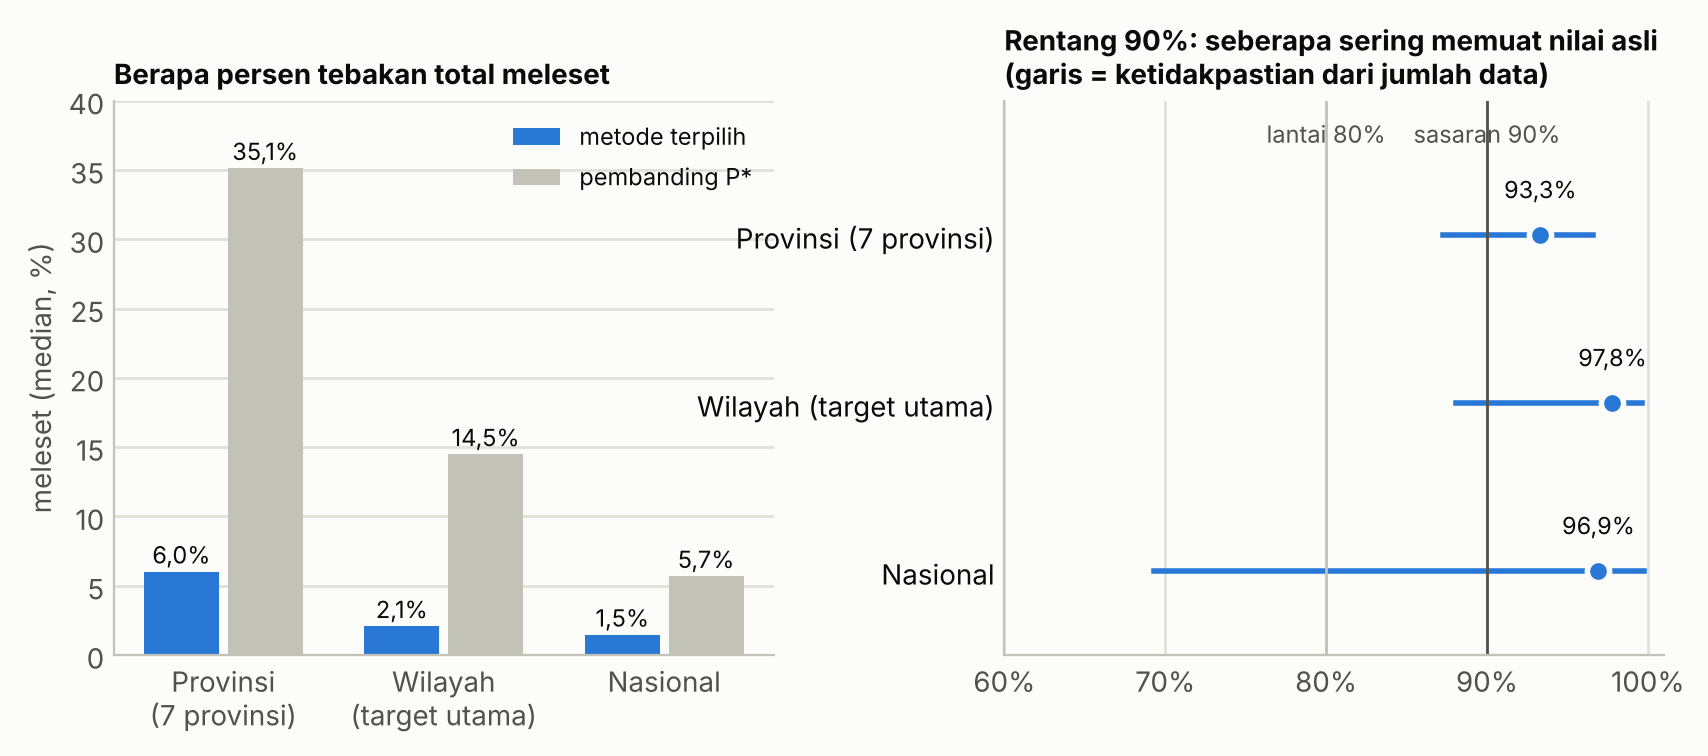 Berapa persen tebakan total meleset
meleset (median, %)
40
35
30
25
20
15
10
5
0
metode terpilih
pembanding P*
35,1%
6,0%
14,5%
2,1%
5,7%
1,5%
Provinsi
(7 provinsi)
Wilayah
(target utama)
Nasional
Rentang 90%: seberapa sering memuat nilai asli
(garis = ketidakpastian dari jumlah data)
lantai 80%
sasaran 90%
Provinsi (7 provinsi)
93,3%
Wilayah (target utama)
97,8%
Nasional
96,9%
60%
70%
80%
90%
100%